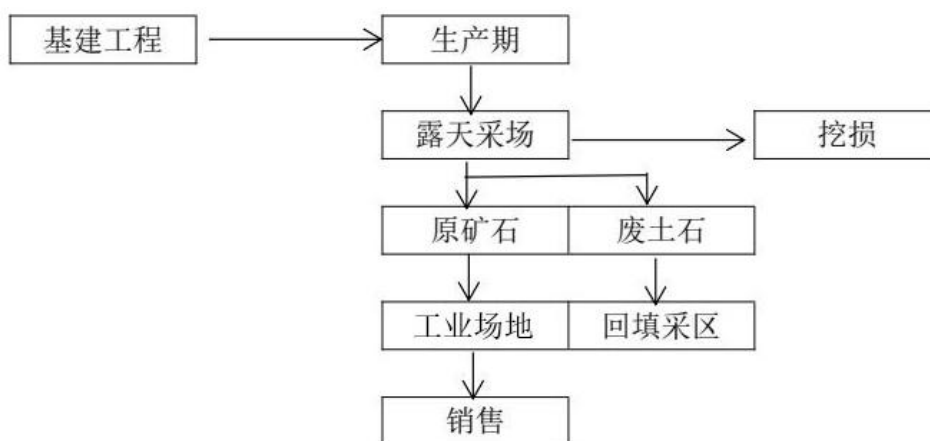 基建工程
生产期
露天采场
挖损
原矿石
废土石
工业场地
回填采区
销售